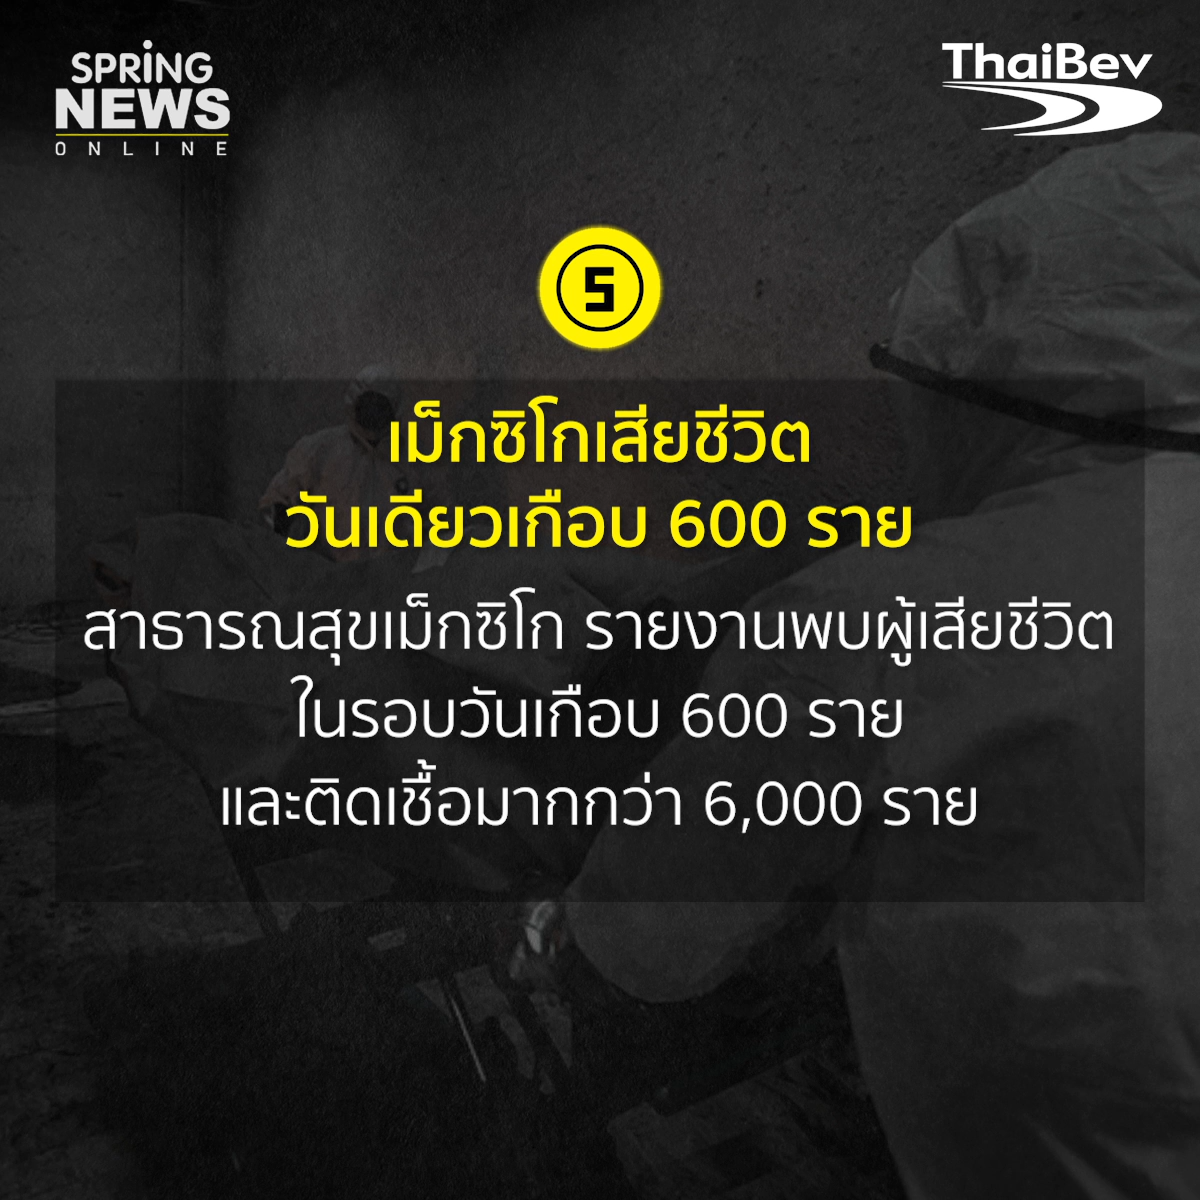 SPRiNG
NEWS
ONLINE
ThaiBev
5
เม็กซิโกเสียชีวิต
วันเดียวเกือบ 600 ราย
สาธารณสุขเม็กซิโก รายงานพบผู้เสียชีวิต
ในรอบวันเกือบ 600 ราย
และติดเชื้อมากกว่า 6,000 ราย